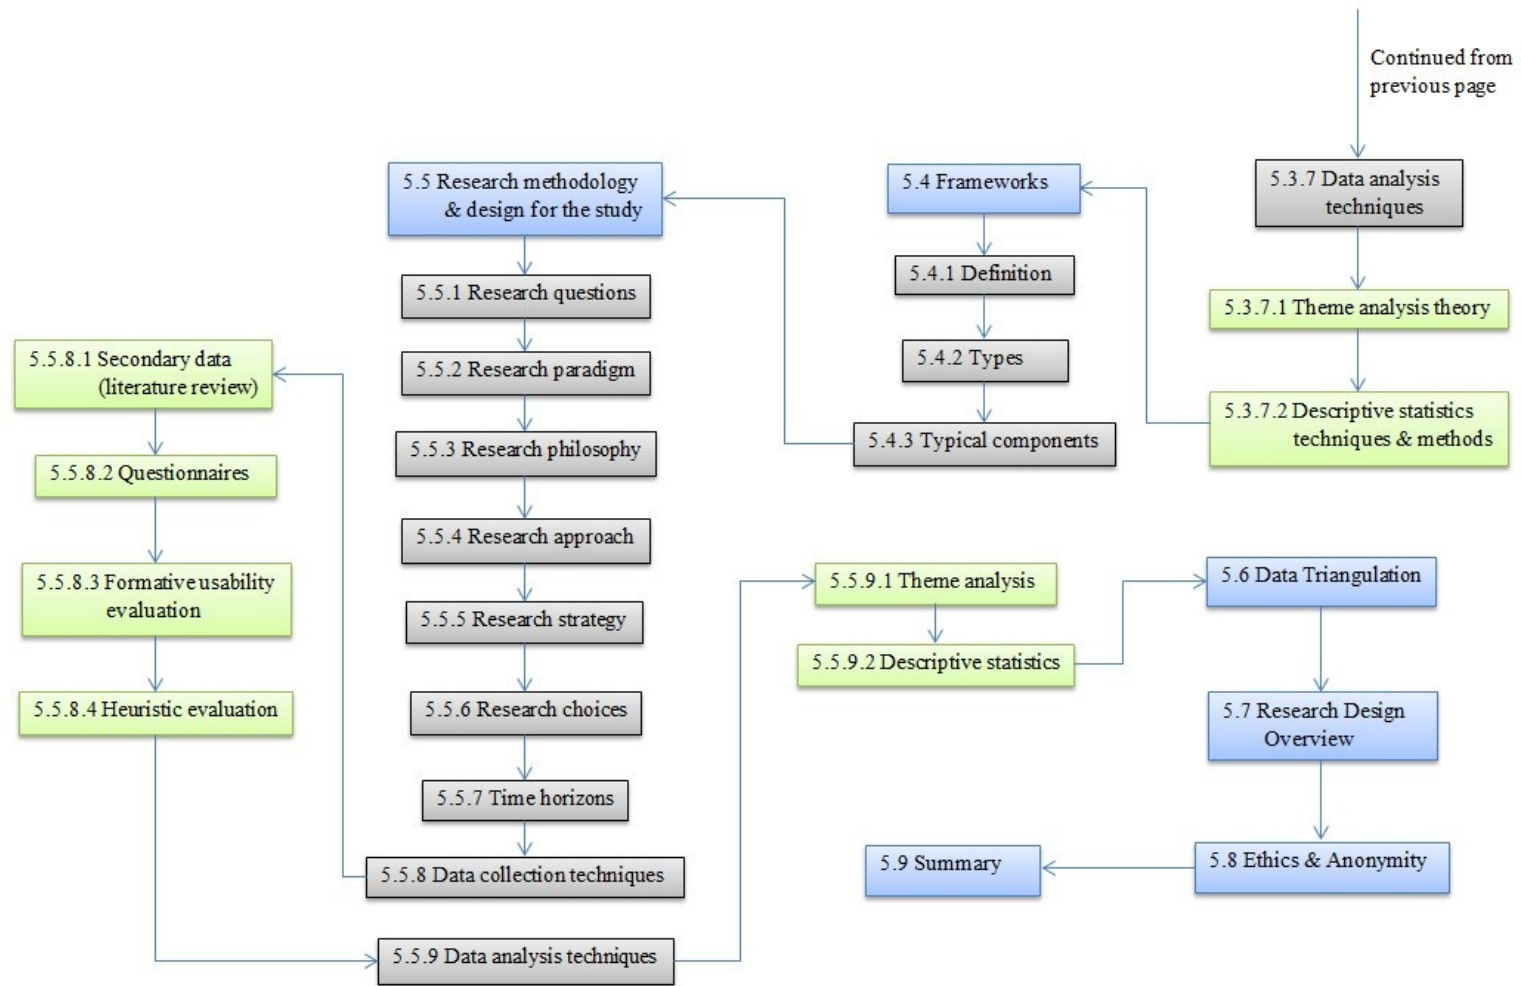 Continued from
previous page
5.3.7 Data analysis
techniques
5.3.7.1 Theme analysis theory
5.3.7.2 Descriptive statistics
techniques & methods
5.4 Frameworks
5.4.1 Definition
5.4.2 Types
5.4.3 Typical components
5.5 Research methodology
& design for the study
5.5.1 Research questions
5.5.2 Research paradigm
5.5.3 Research philosophy
5.5.4 Research approach
5.5.5 Research strategy
5.5.6 Research choices
5.5.7 Time horizons
5.5.8 Data collection techniques
5.5.8.1 Secondary data
(literature review)
5.5.8.2 Questionnaires
5.5.8.3 Formative usability
evaluation
5.5.8.4 Heuristic evaluation
5.5.9 Data analysis techniques
5.5.9.1 Theme analysis
5.5.9.2 Descriptive statistics
5.6 Data Triangulation
5.7 Research Design
Overview
5.8 Ethics & Anonymity
5.9 Summary